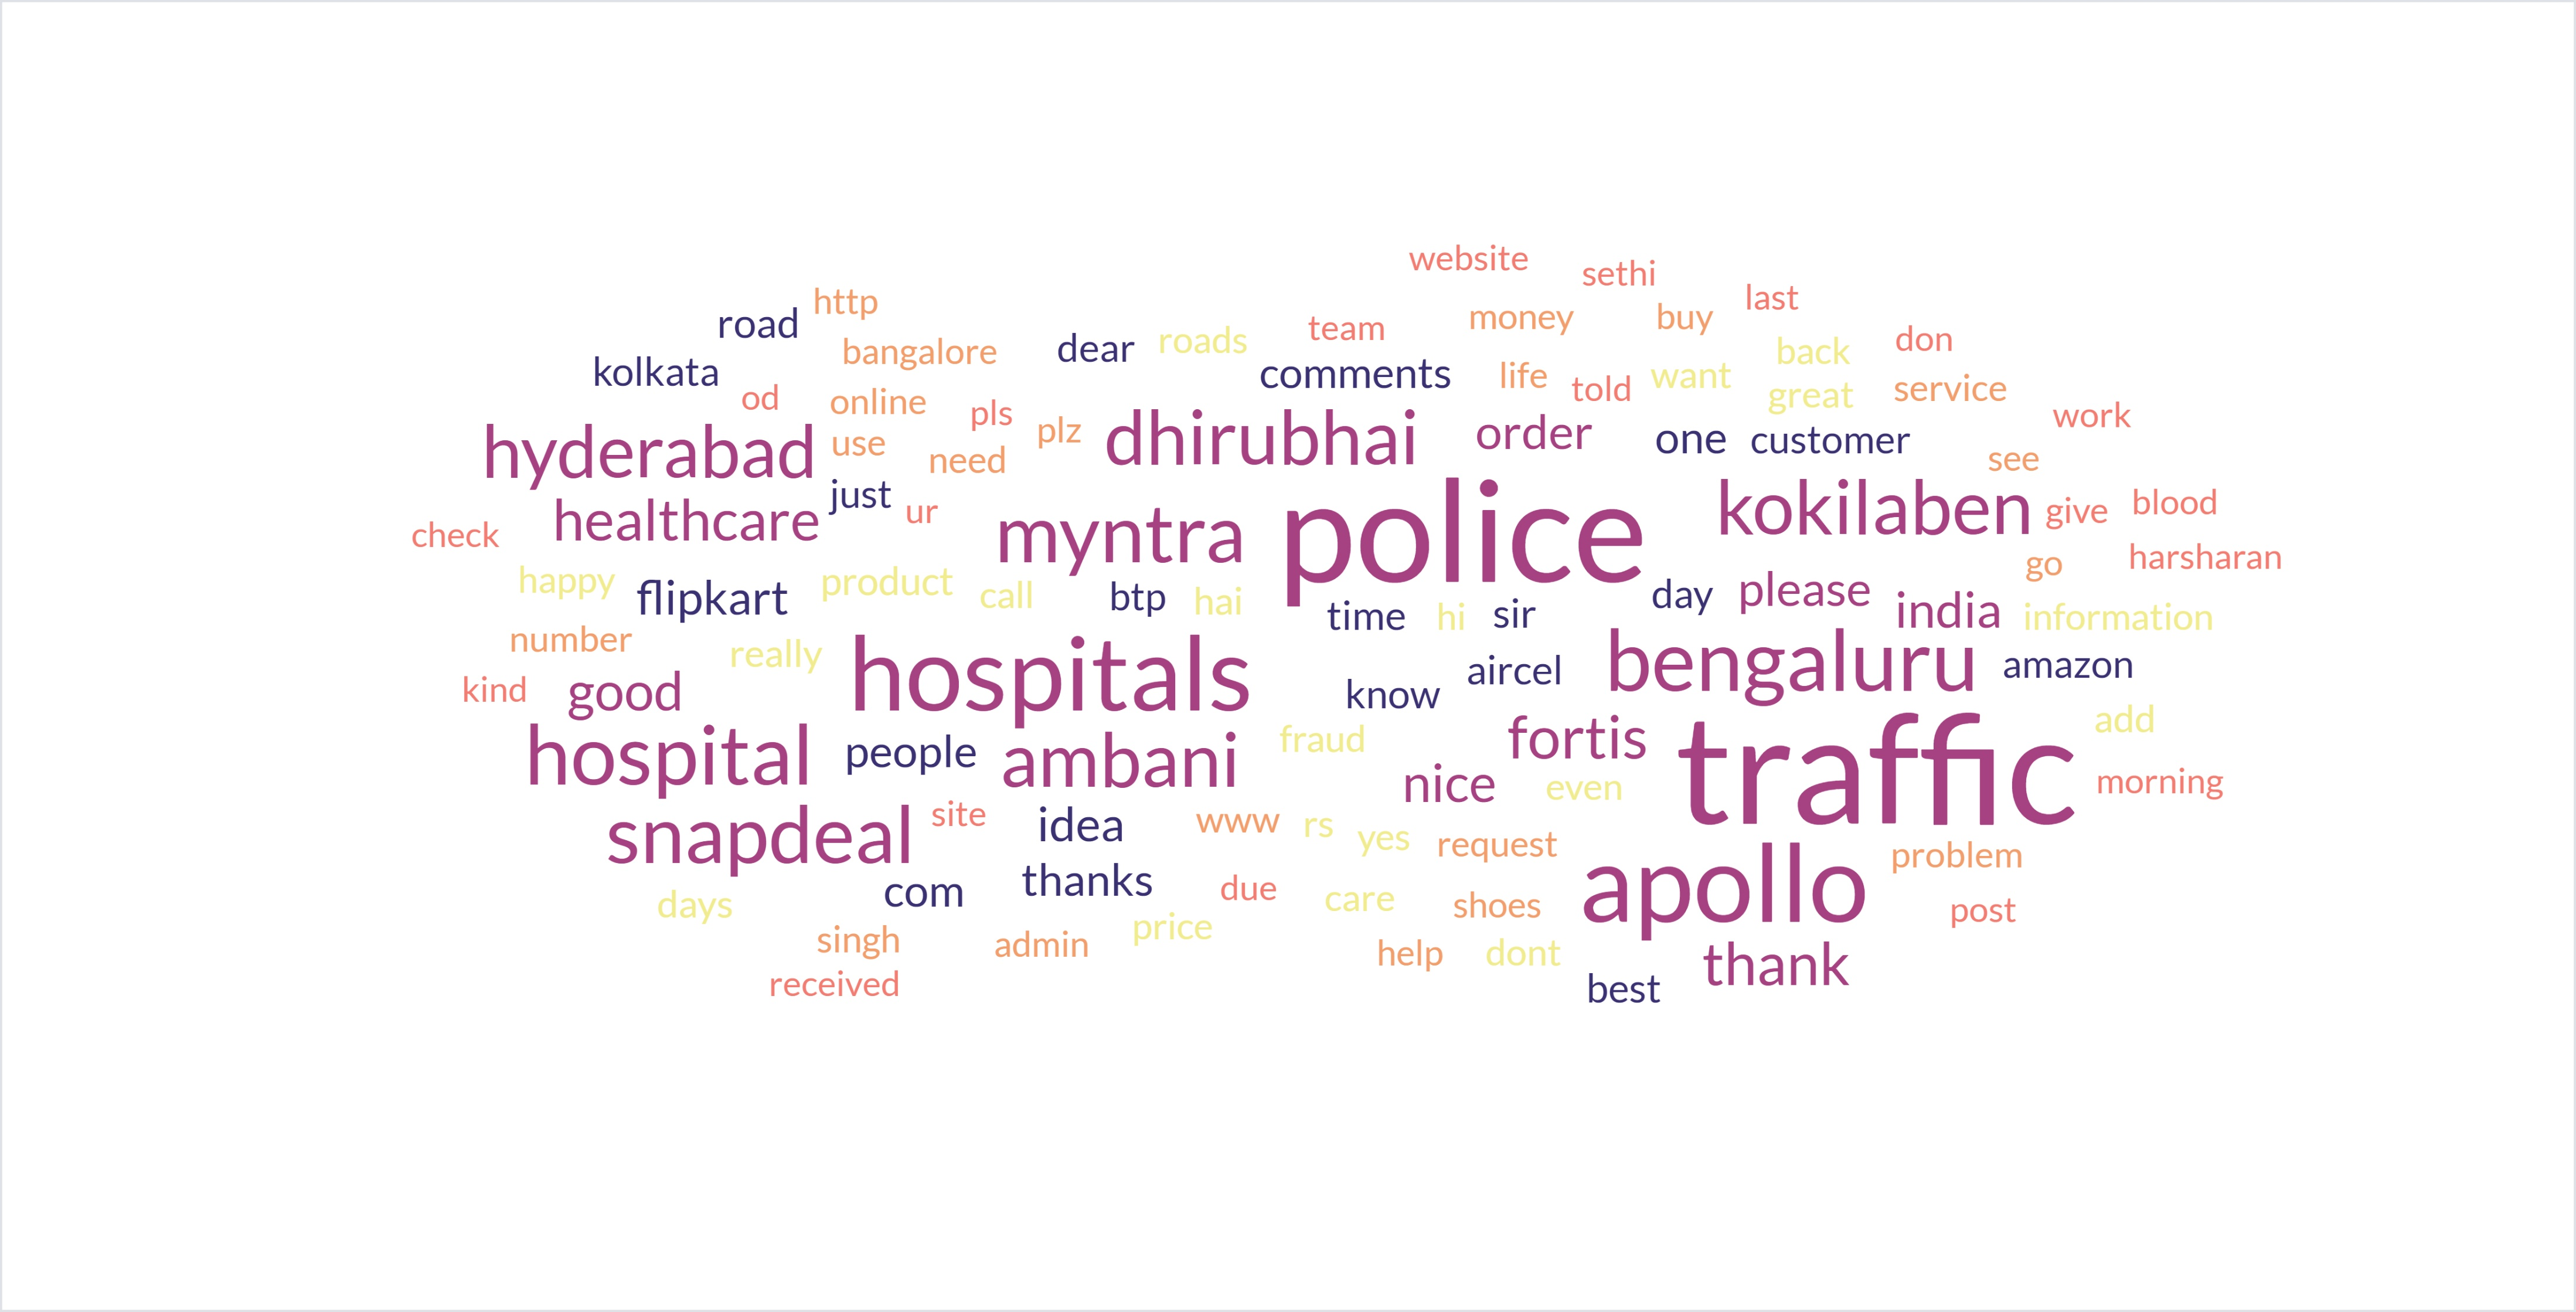 website
sethi
last
http
money
buy
road
team
don
roads
dear
bangalore
back
kolkata
comments
life
want
told
service
great
od
online
pls
work
plz
order
dhirubhai
one
customer
use
hyderabad
need
see
just
ur
kokilaben
give
blood
healthcare
check
myntra
police
harsharan
go
happy
product
call
flipkart
btp
hai
day
please
india
time
hi
sir
information
number
really
bengaluru
amazon
aircel
hospitals
kind
good
know
add
fraud
fortis
people
hospital
ambani
traffic
morning
nice
even
site
idea
www
rs
yes
snapdeal
request
problem
thanks
due
com
apollo
care
shoes
days
post
price
singh
admin
help
dont
thank
received
best